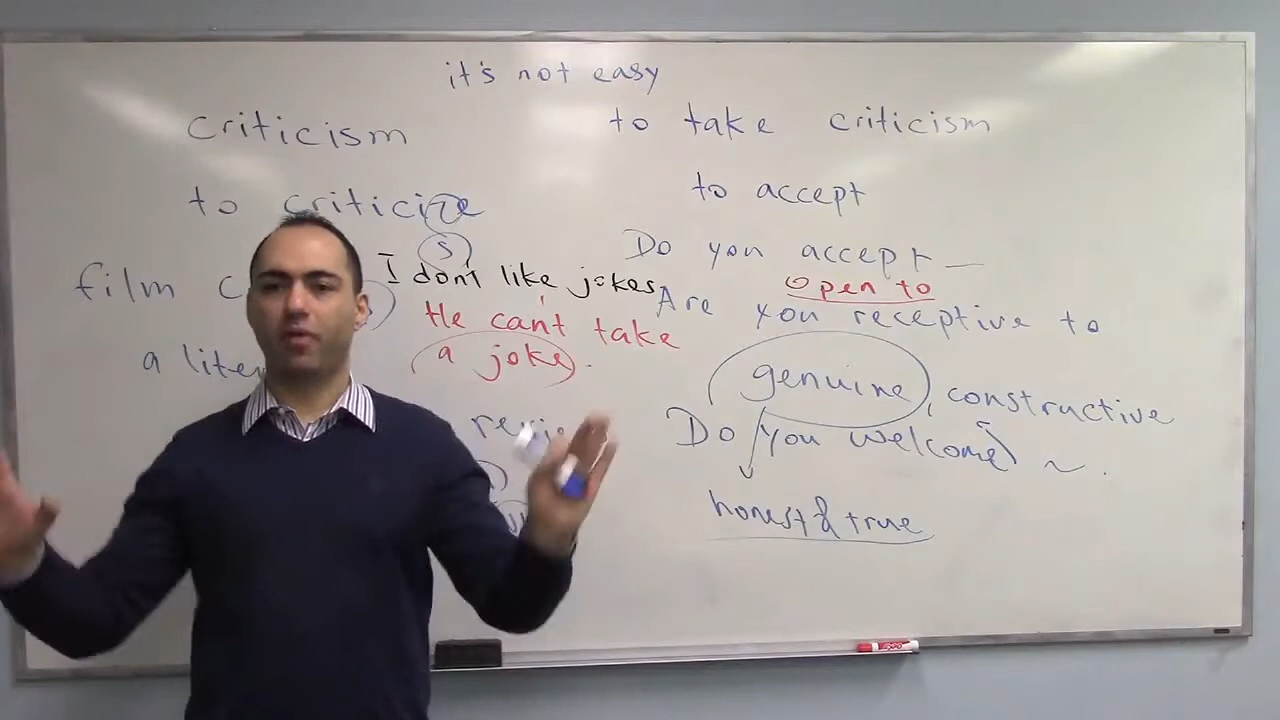 it's not easy
criticism
to take criticism
to criticize
to accept
s
Do you accept
film c
I don't like jokes
open to
Are you receptive to
He can't take
a joke.
a liter
genuine, constructive
Do you welcome ~.
honest & true